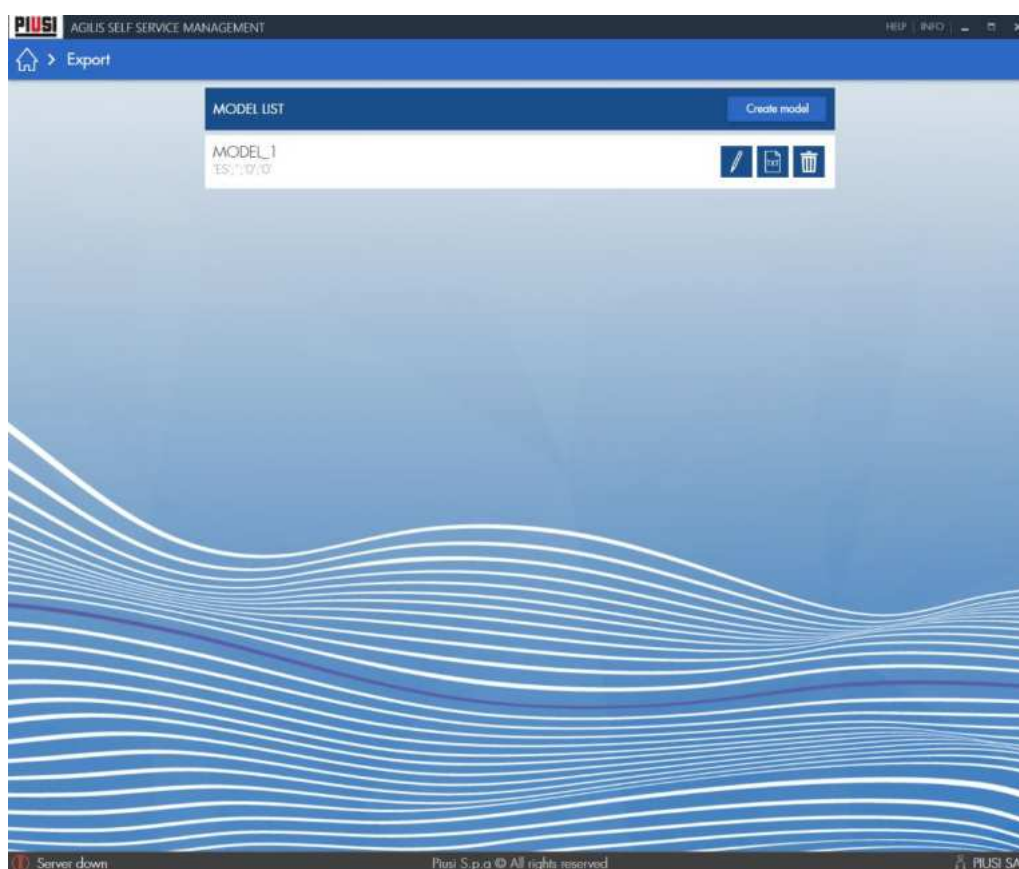 PIUSI AGILIS SELF SERVICE MANAGEMENT HELP | INFO
> Export
MODEL LIST Create model
MODEL_1
TXT
Server down Piusi S.p.a © All rights reserved PIUSI SA